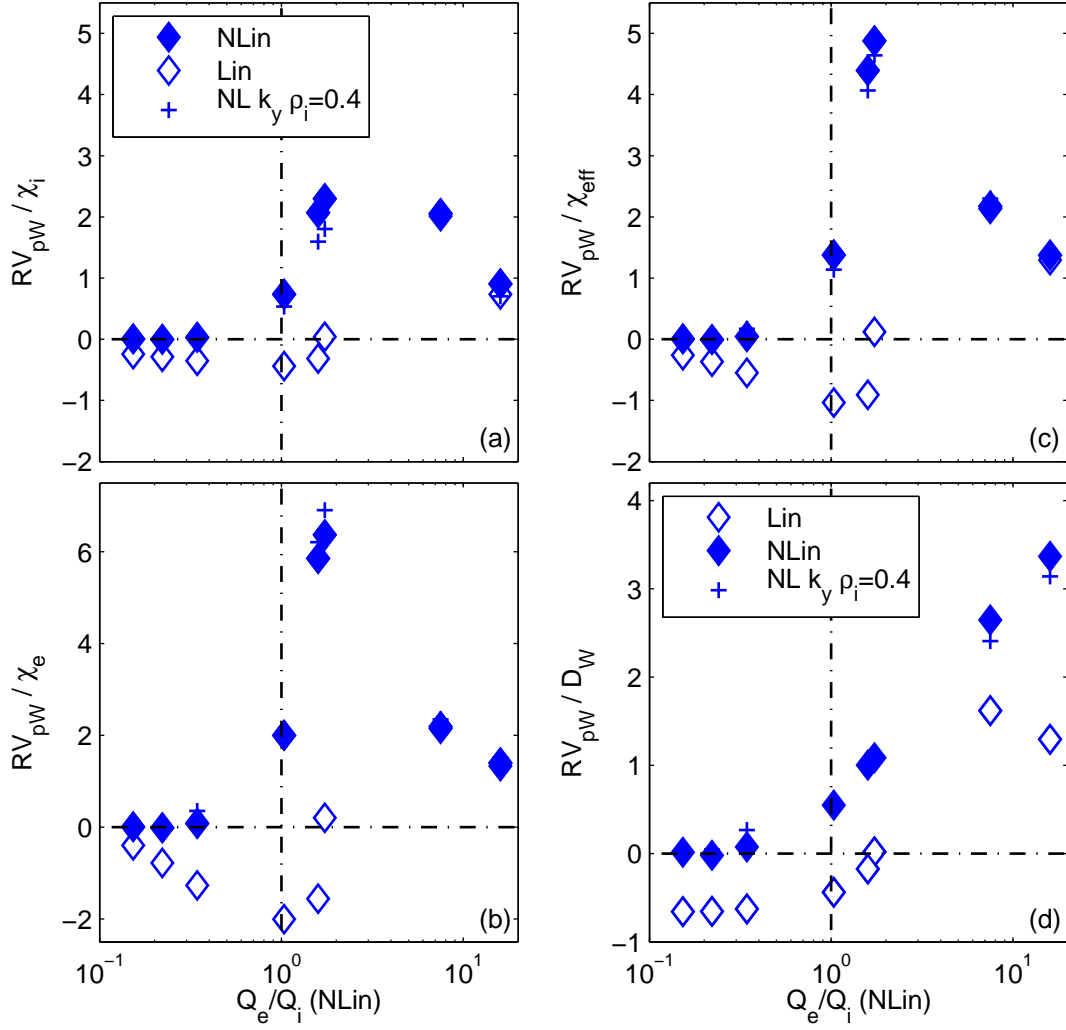 5
4
3
2
1
0
−1
−2
RV_pW / χ_i
NLin
Lin
NL k_y ρ_i=0.4
(a)
5
4
3
2
1
0
−1
−2
RV_pW / χ_eff
(c)
6
4
2
0
−2
RV_pW / χ_e
(b)
10^−1 10^0 10^1
Q_e/Q_i (NLin)
4
3
2
1
0
−1
RV_pW / D_W
Lin
NLin
NL k_y ρ_i=0.4
(d)
10^−1 10^0 10^1
Q_e/Q_i (NLin)